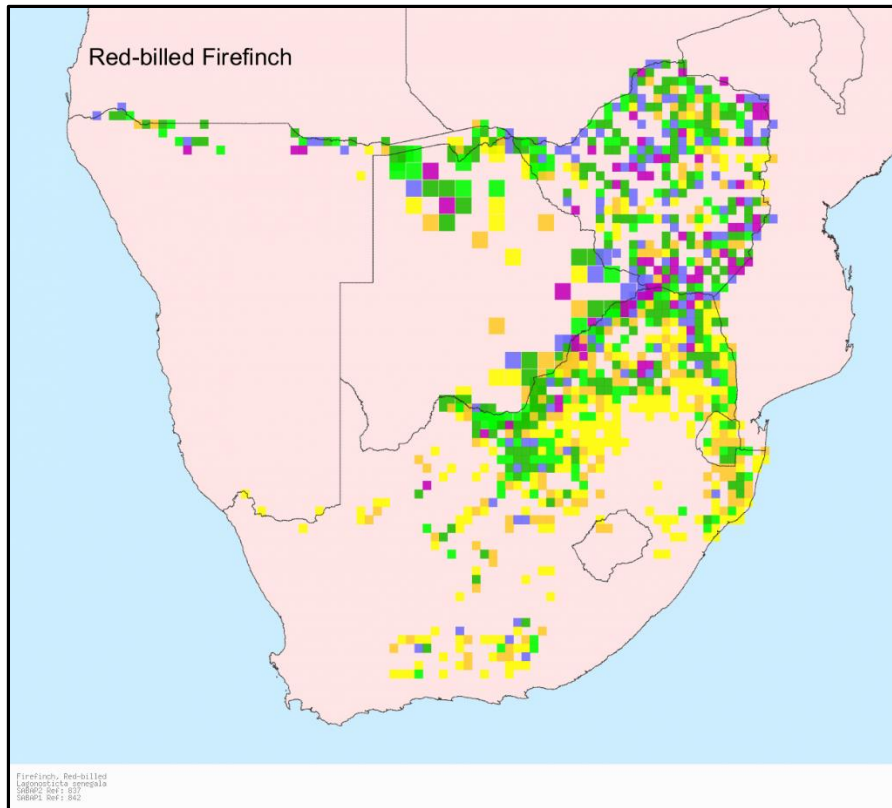 Red-billed Firefinch
Firefinch, Red-billed
Lagonosticta senegala
SABAP2 Ref: 837
SABAP1 Ref: 842